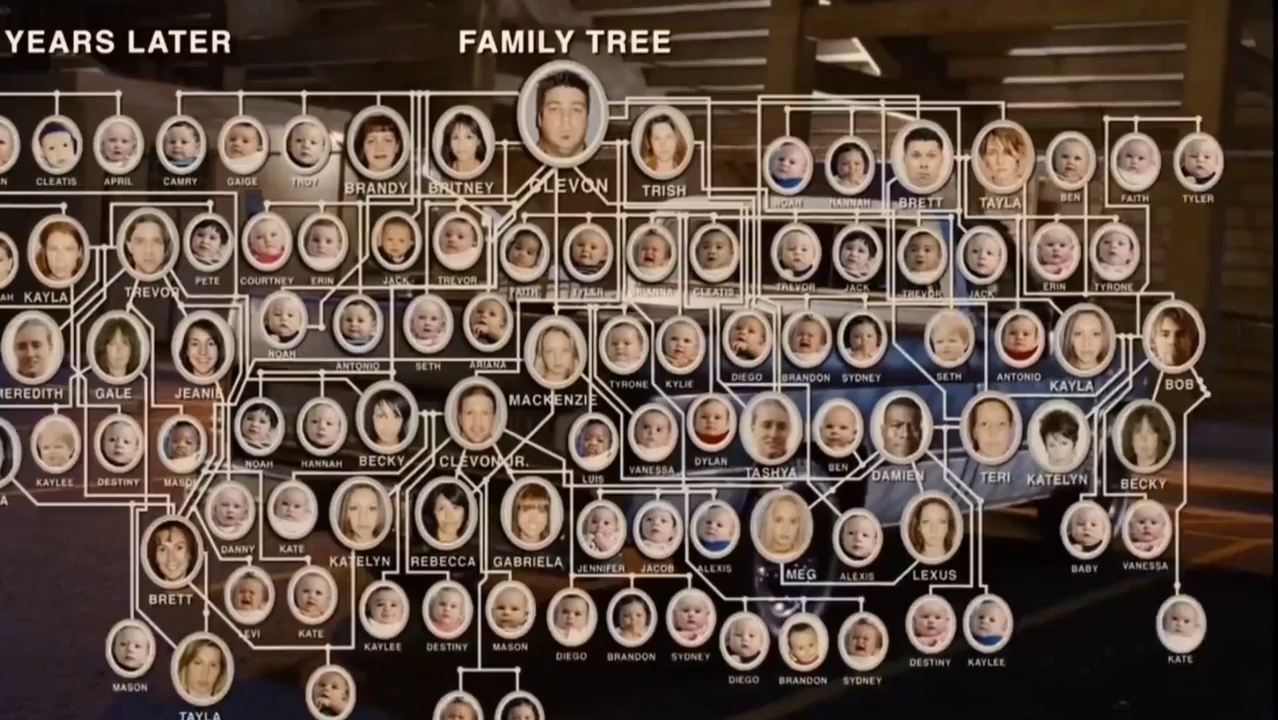 YEARS LATER
FAMILY TREE
CLEATIS APRIL CAMRY GAIGE TROY BRANDY BRITNEY CLEVON TRISH NOAH HANNAH BRETT TAYLA BEN FAITH TYLER
KAYLA TREVOR PETE COURTNEY ERIN JACK TREVOR FAITH TYLER CLEATIS TREVOR JACK TREVOR JACK ERIN TYRONE
MEREDITH GALE JEANIE NOAH ANTONIO SETH ARIANA MACKENZIE TYRONE KYLIE DIEGO BRANDON SYDNEY SETH ANTONIO KAYLA BOB
KAYLEE DESTINY MASON NOAH HANNAH BECKY CLEVON JR. LUIS VANESSA DYLAN TASHYA BEN DAMIEN TERI KATELYN BECKY
DANNY KATE KATELYN REBECCA GABRIELA JENNIFER JACOB ALEXIS MEG ALEXIS LEXUS BABY VANESSA
BRETT LEVI KATE KAYLEE DESTINY MASON DIEGO BRANDON SYDNEY DIEGO BRANDON SYDNEY DESTINY KAYLEE KATE
MASON TAYLA